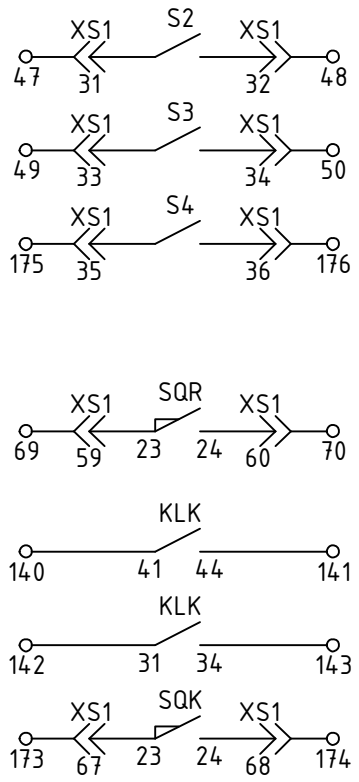 S2
XS1 XS1
47 31 32 48
S3
XS1 XS1
49 33 34 50
S4
XS1 XS1
175 35 36 176
SQR
XS1 XS1
69 59 23 24 60 70
KLK
140 41 44 141
KLK
142 31 34 143
SQK
XS1 XS1
173 67 23 24 68 174